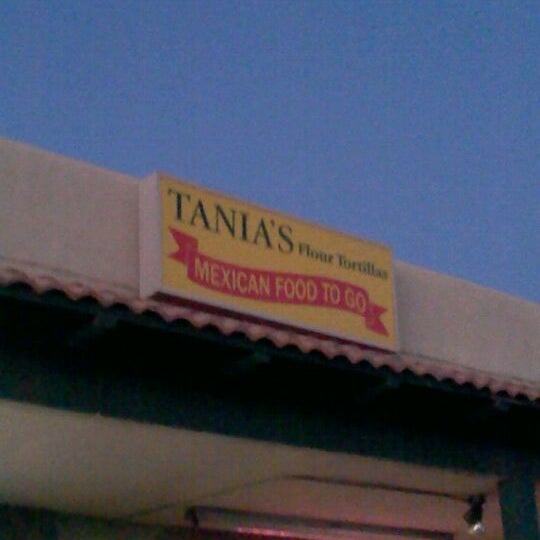 TANIA'S Flour Tortillas
MEXICAN FOOD TO GO